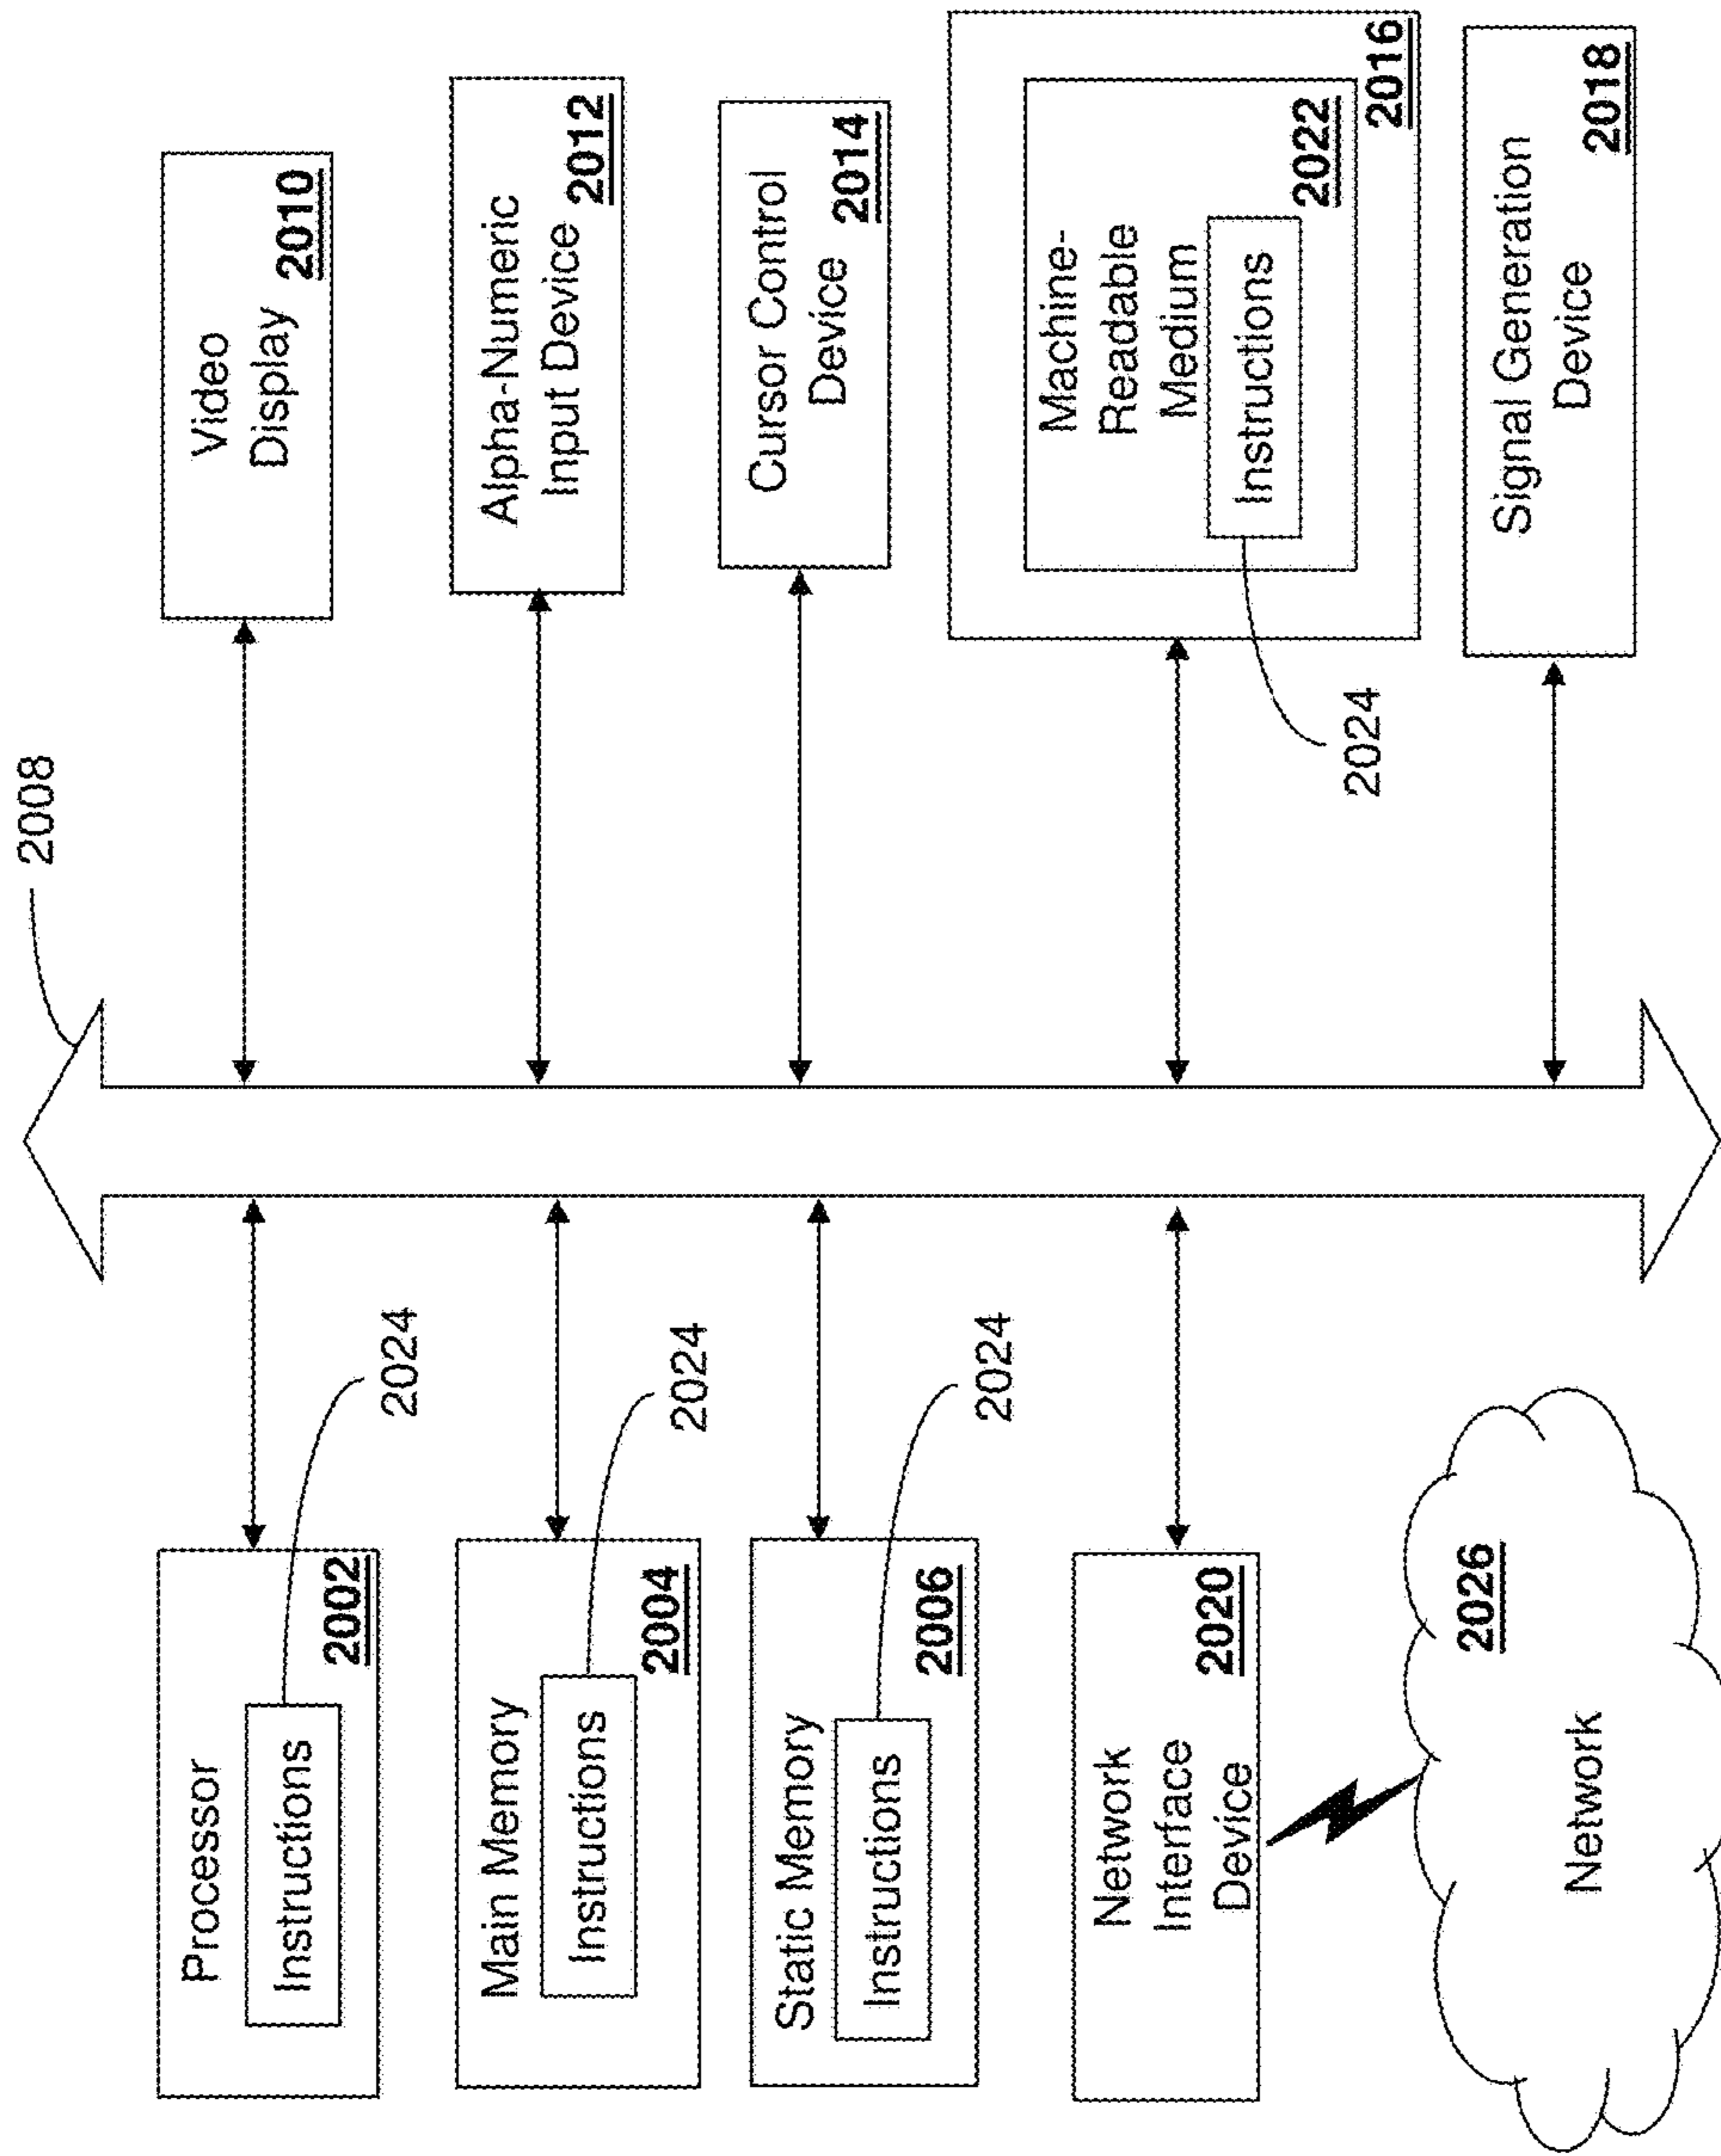 2008
Processor
Instructions
2002
2024
Main Memory
Instructions
2004
2024
Static Memory
Instructions
2006
2024
Network
Interface
Device
2020
2026
Network
Video
Display
2010
Alpha-Numeric
Input Device
2012
Cursor Control
Device
2014
Machine-
Readable
Medium
Instructions
2022
2016
2024
Signal Generation
Device
2018